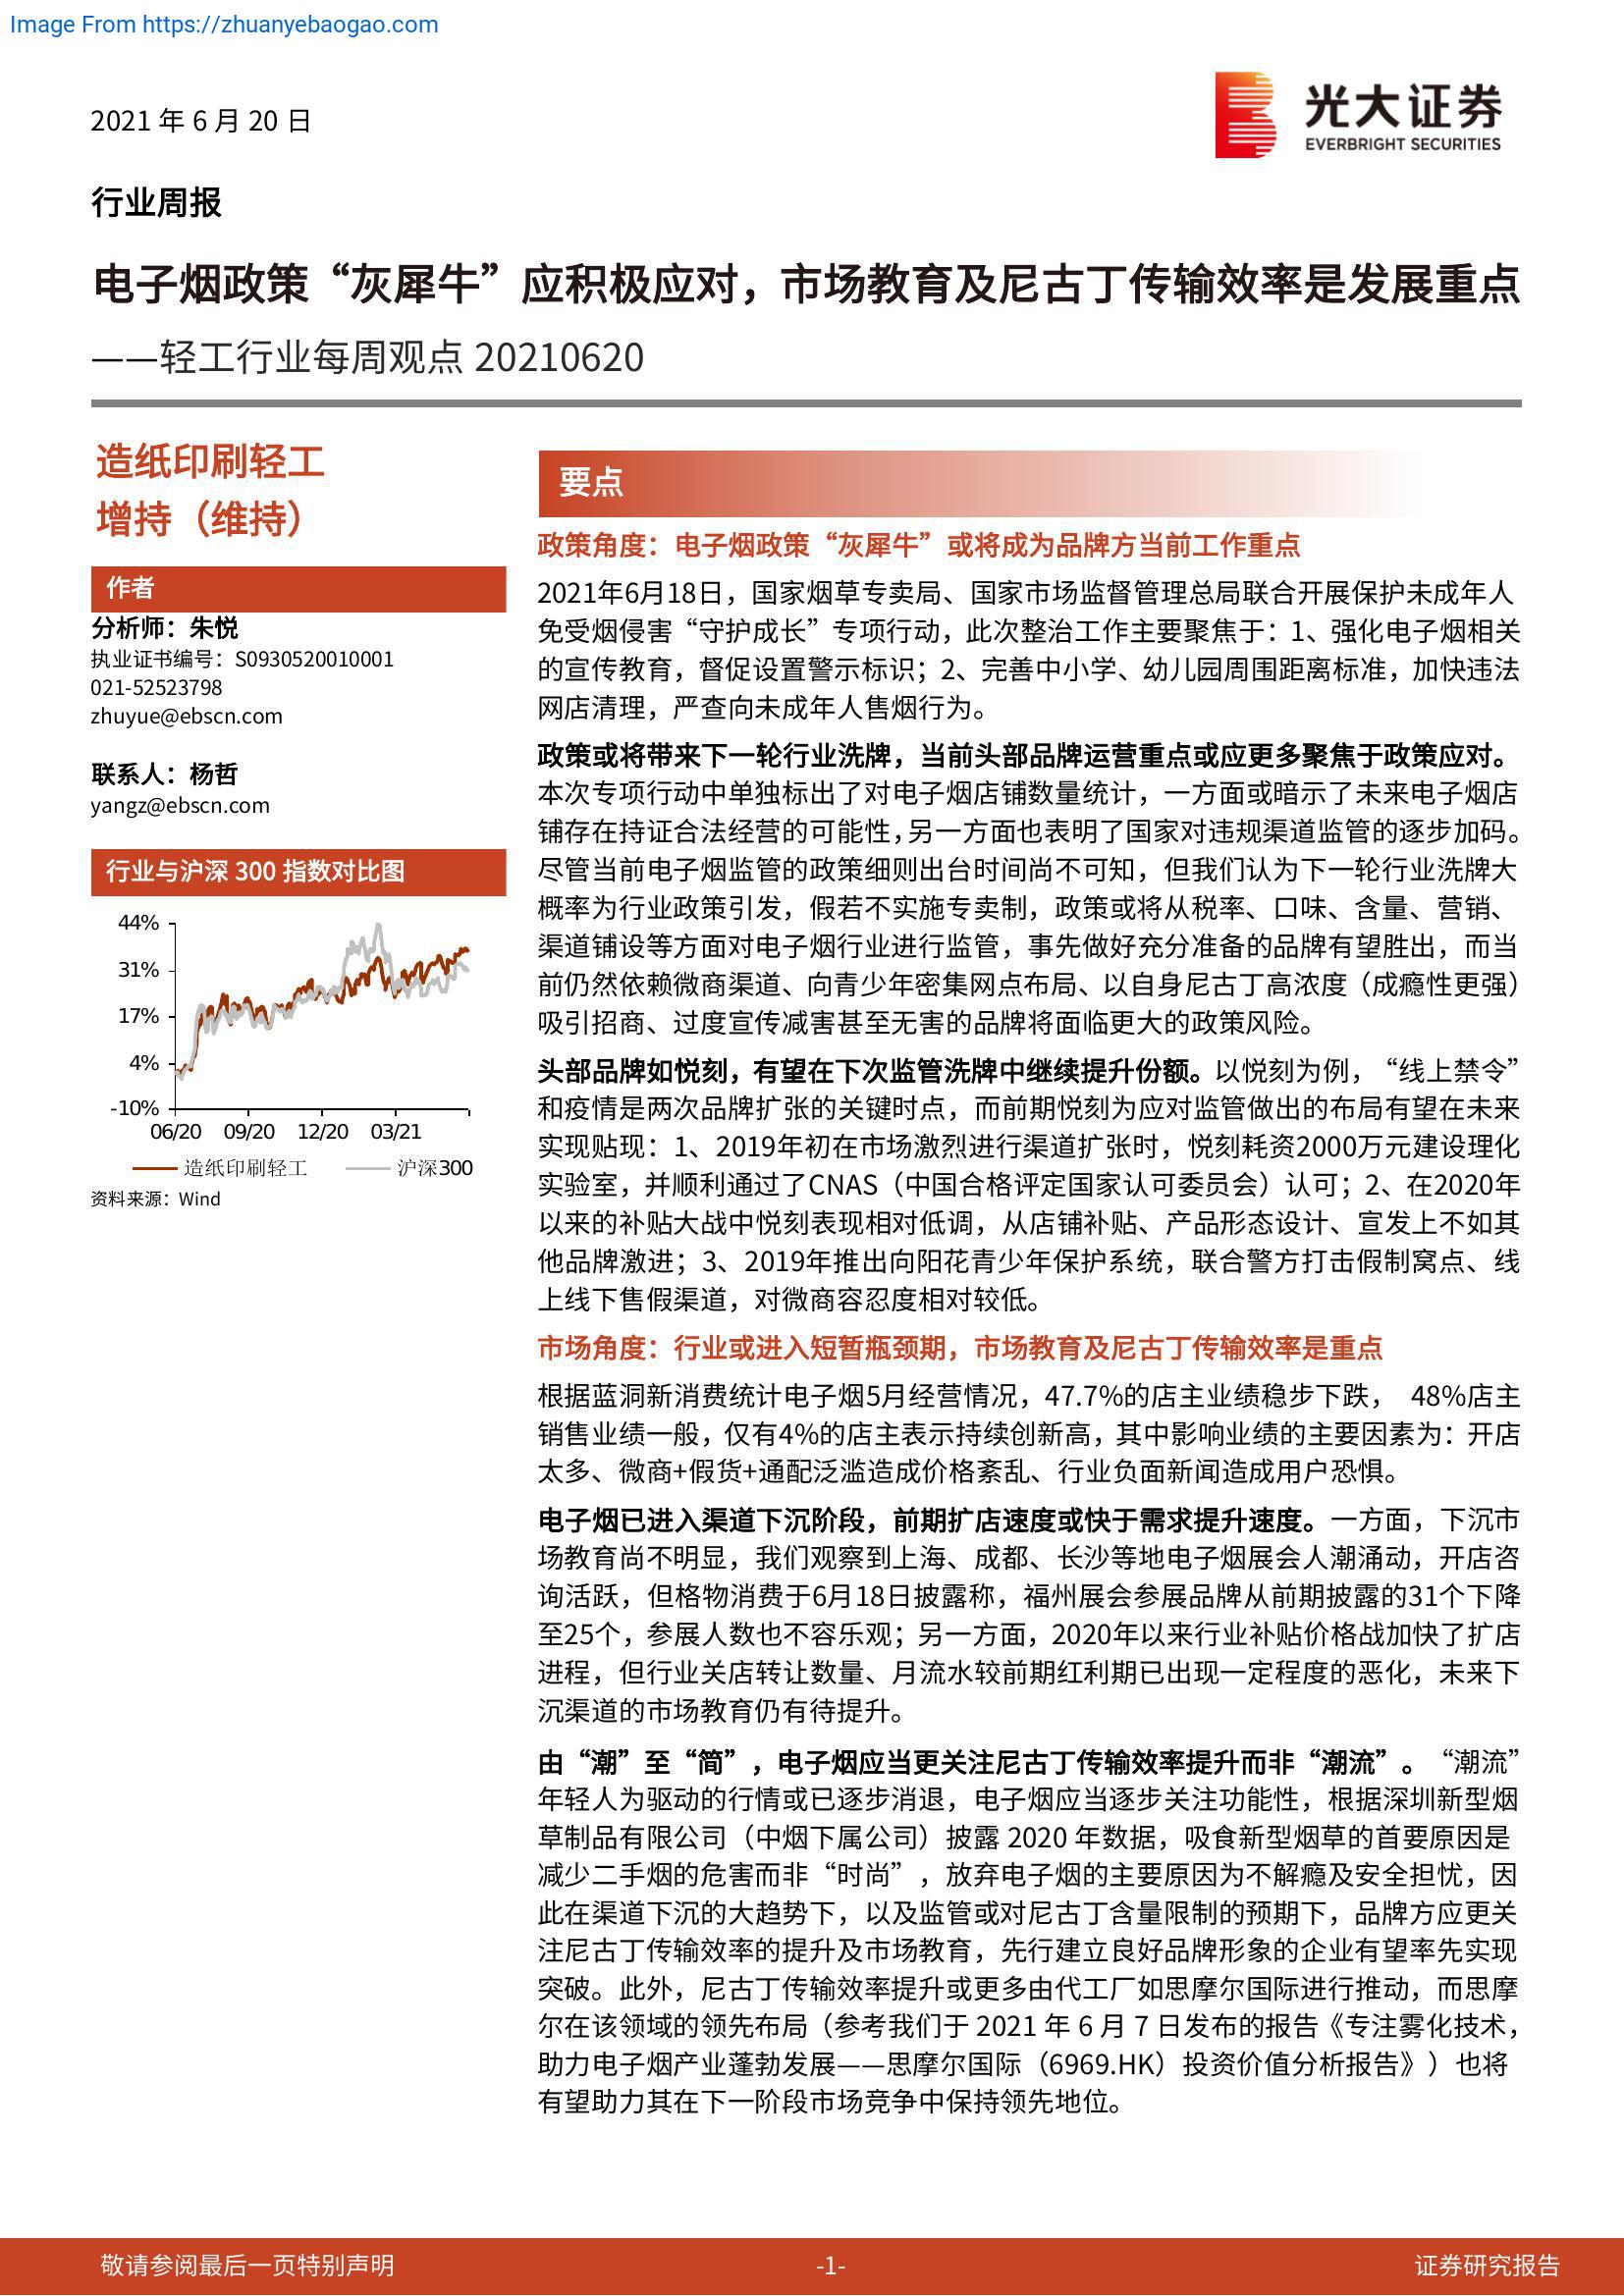 Image From https://zhuanyebaogao.com
2021 年 6 月 20 日
光大证券
EVERBRIGHT SECURITIES
行业周报
电子烟政策“灰犀牛”应积极应对，市场教育及尼古丁传输效率是发展重点
——轻工行业每周观点 20210620
造纸印刷轻工
增持（维持）
作者
分析师：朱悦
执业证书编号：S0930520010001
021-52523798
zhuyue@ebscn.com
联系人：杨哲
yangz@ebscn.com
行业与沪深 300 指数对比图
44%
31%
17%
4%
-10%
06/20 09/20 12/20 03/21
造纸印刷轻工 沪深300
资料来源：Wind
要点
政策角度：电子烟政策“灰犀牛”或将成为品牌方当前工作重点
2021年6月18日，国家烟草专卖局、国家市场监督管理总局联合开展保护未成年人
免受烟侵害“守护成长”专项行动，此次整治工作主要聚焦于：1、强化电子烟相关
的宣传教育，督促设置警示标识；2、完善中小学、幼儿园周围距离标准，加快违法
网店清理，严查向未成年人售烟行为。
政策或将带来下一轮行业洗牌，当前头部品牌运营重点或应更多聚焦于政策应对。
本次专项行动中单独标出了对电子烟店铺数量统计，一方面或暗示了未来电子烟店
铺存在持证合法经营的可能性，另一方面也表明了国家对违规渠道监管的逐步加码。
尽管当前电子烟监管的政策细则出台时间尚不可知，但我们认为下一轮行业洗牌大
概率为行业政策引发，假若不实施专卖制，政策或将从税率、口味、含量、营销、
渠道铺设等方面对电子烟行业进行监管，事先做好充分准备的品牌有望胜出，而当
前仍然依赖微商渠道、向青少年密集网点布局、以自身尼古丁高浓度（成瘾性更强）
吸引招商、过度宣传减害甚至无害的品牌将面临更大的政策风险。
头部品牌如悦刻，有望在下次监管洗牌中继续提升份额。以悦刻为例，“线上禁令”
和疫情是两次品牌扩张的关键时点，而前期悦刻为应对监管做出的布局有望在未来
实现贴现：1、2019年初在市场激烈进行渠道扩张时，悦刻耗资2000万元建设理化
实验室，并顺利通过了CNAS（中国合格评定国家认可委员会）认可；2、在2020年
以来的补贴大战中悦刻表现相对低调，从店铺补贴、产品形态设计、宣发上不如其
他品牌激进；3、2019年推出向阳花青少年保护系统，联合警方打击假制窝点、线
上线下售假渠道，对微商容忍度相对较低。
市场角度：行业或进入短暂瓶颈期，市场教育及尼古丁传输效率是重点
根据蓝洞新消费统计电子烟5月经营情况，47.7%的店主业绩稳步下跌， 48%店主
销售业绩一般，仅有4%的店主表示持续创新高，其中影响业绩的主要因素为：开店
太多、微商+假货+通配泛滥造成价格紊乱、行业负面新闻造成用户恐惧。
电子烟已进入渠道下沉阶段，前期扩店速度或快于需求提升速度。一方面，下沉市
场教育尚不明显，我们观察到上海、成都、长沙等地电子烟展会人潮涌动，开店咨
询活跃，但格物消费于6月18日披露称，福州展会参展品牌从前期披露的31个下降
至25个，参展人数也不容乐观；另一方面，2020年以来行业补贴价格战加快了扩店
进程，但行业关店转让数量、月流水较前期红利期已出现一定程度的恶化，未来下
沉渠道的市场教育仍有待提升。
由“潮”至“简”，电子烟应当更关注尼古丁传输效率提升而非“潮流”。“潮流”
年轻人为驱动的行情或已逐步消退，电子烟应当逐步关注功能性，根据深圳新型烟
草制品有限公司（中烟下属公司）披露 2020 年数据，吸食新型烟草的首要原因是
减少二手烟的危害而非“时尚”，放弃电子烟的主要原因为不解瘾及安全担忧，因
此在渠道下沉的大趋势下，以及监管或对尼古丁含量限制的预期下，品牌方应更关
注尼古丁传输效率的提升及市场教育，先行建立良好品牌形象的企业有望率先实现
突破。此外，尼古丁传输效率提升或更多由代工厂如思摩尔国际进行推动，而思摩
尔在该领域的领先布局（参考我们于 2021 年 6 月 7 日发布的报告《专注雾化技术，
助力电子烟产业蓬勃发展——思摩尔国际（6969.HK）投资价值分析报告》）也将
有望助力其在下一阶段市场竞争中保持领先地位。
敬请参阅最后一页特别声明 -1- 证券研究报告